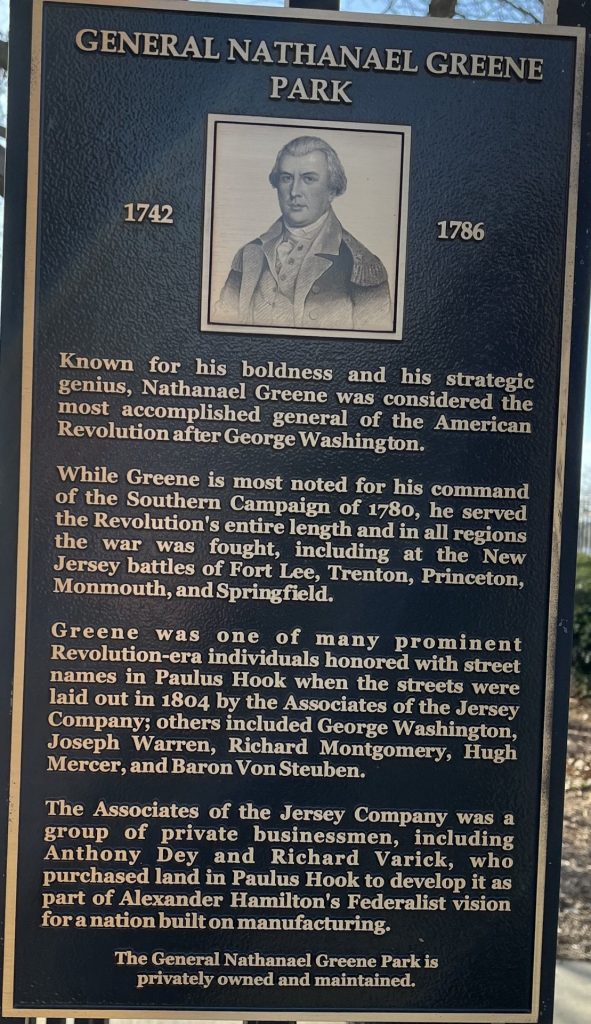 GENERAL NATHANAEL GREENE
PARK
1742
1786
Known for his boldness and his strategic
genius, Nathanael Greene was considered the
most accomplished general of the American
Revolution after George Washington.
While Greene is most noted for his command
of the Southern Campaign of 1780, he served
the Revolution's entire length and in all regions
the war was fought, including at the New
Jersey battles of Fort Lee, Trenton, Princeton,
Monmouth, and Springfield.
Greene was one of many prominent
Revolution-era individuals honored with street
names in Paulus Hook when the streets were
laid out in 1804 by the Associates of the Jersey
Company; others included George Washington,
Joseph Warren, Richard Montgomery, Hugh
Mercer, and Baron Von Steuben.
The Associates of the Jersey Company was a
group of private businessmen, including
Anthony Dey and Richard Varick, who
purchased land in Paulus Hook to develop it as
part of Alexander Hamilton's Federalist vision
for a nation built on manufacturing.
The General Nathanael Greene Park is
privately owned and maintained.